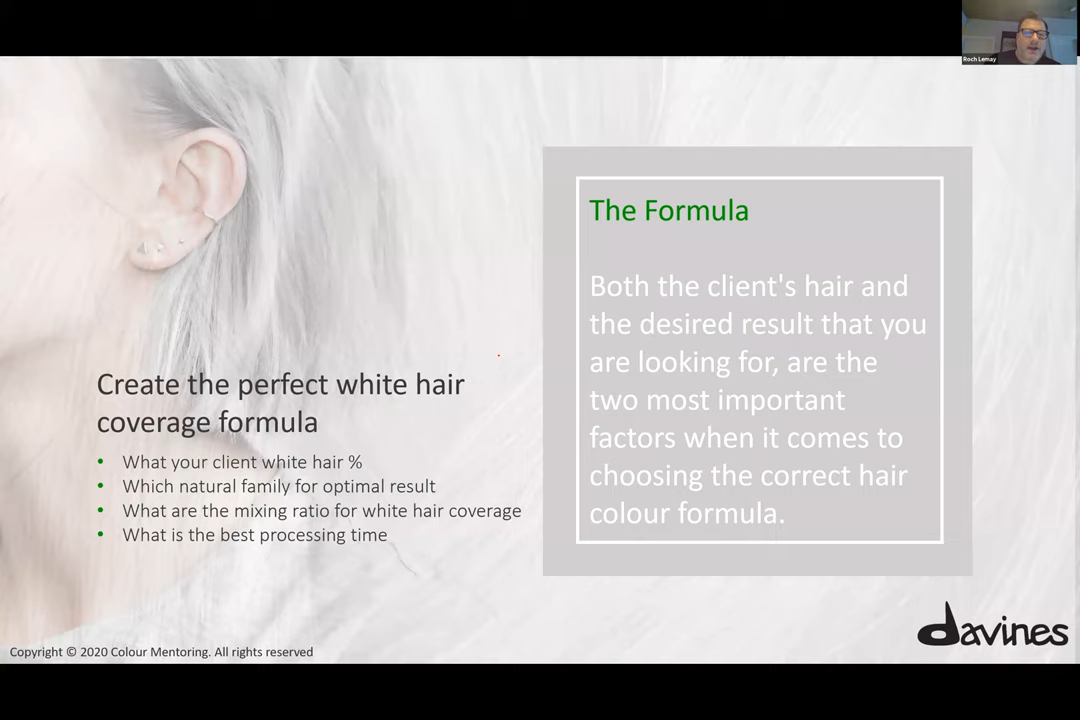 Roch Lemay
The Formula
Both the client's hair and
the desired result that you
are looking for, are the
two most important
factors when it comes to
choosing the correct hair
colour formula.
Create the perfect white hair
coverage formula
• What your client white hair %
• Which natural family for optimal result
• What are the mixing ratio for white hair coverage
• What is the best processing time
davines
Copyright © 2020 Colour Mentoring. All rights reserved